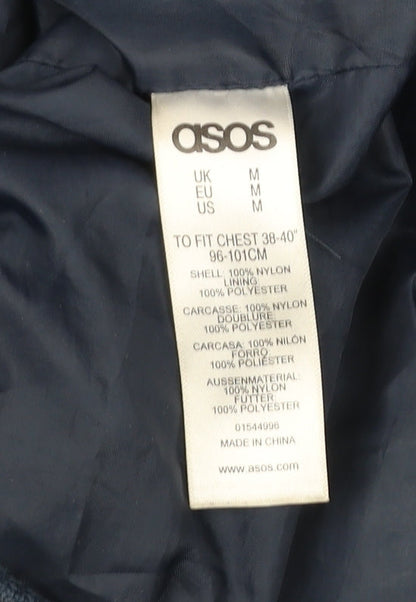 asos
UK M
EU M
US M
TO FIT CHEST 38-40"
96-101CM
SHELL: 100% NYLON
LINING:
100% POLYESTER
CARCASSE: 100% NYLON
DOUBLURE:
100% POLYESTER
CARCASA: 100% NILÓN
FORRO:
100% POLIÉSTER
AUSSENMATERIAL:
100% NYLON
FUTTER:
100% POLYESTER
01544996
MADE IN CHINA
www.asos.com